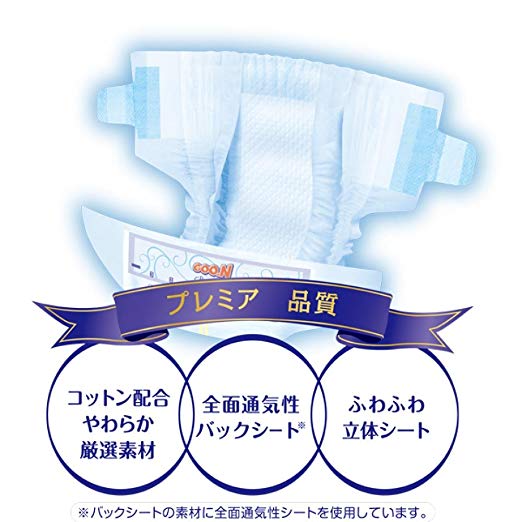 GOO.N
プレミア 品質
コットン配合
やわらか
厳選素材
全面通気性
バックシート※
ふわふわ
立体シート
※バックシートの素材に全面通気性シートを使用しています。